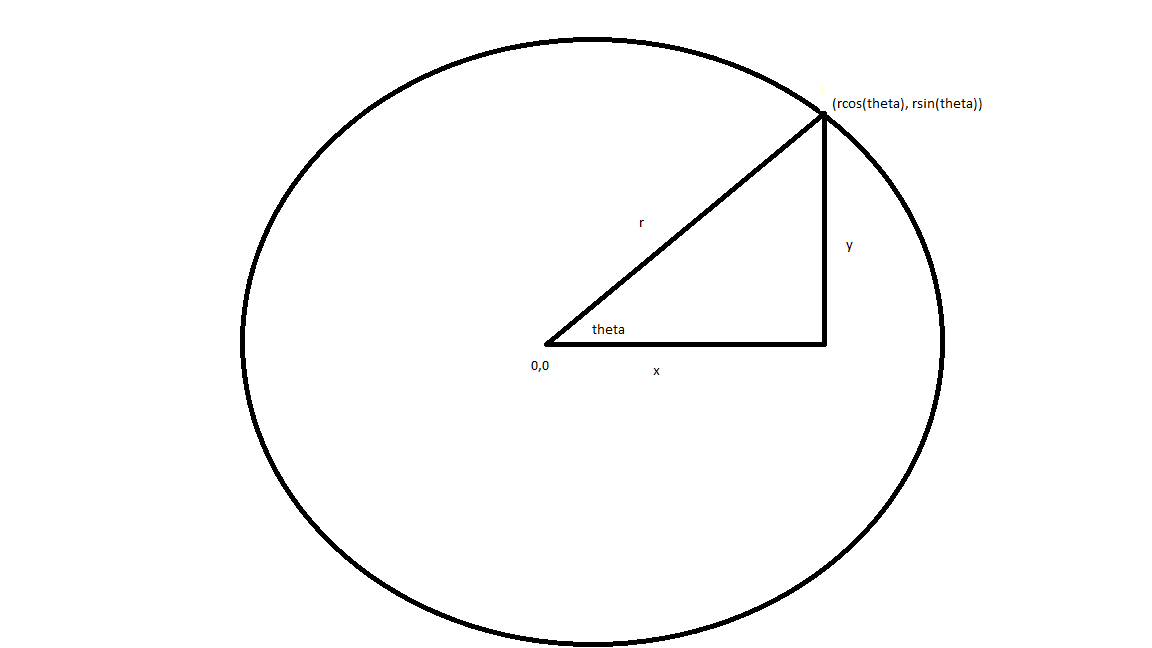 (rcos(theta), rsin(theta))
r
y
theta
0,0
x